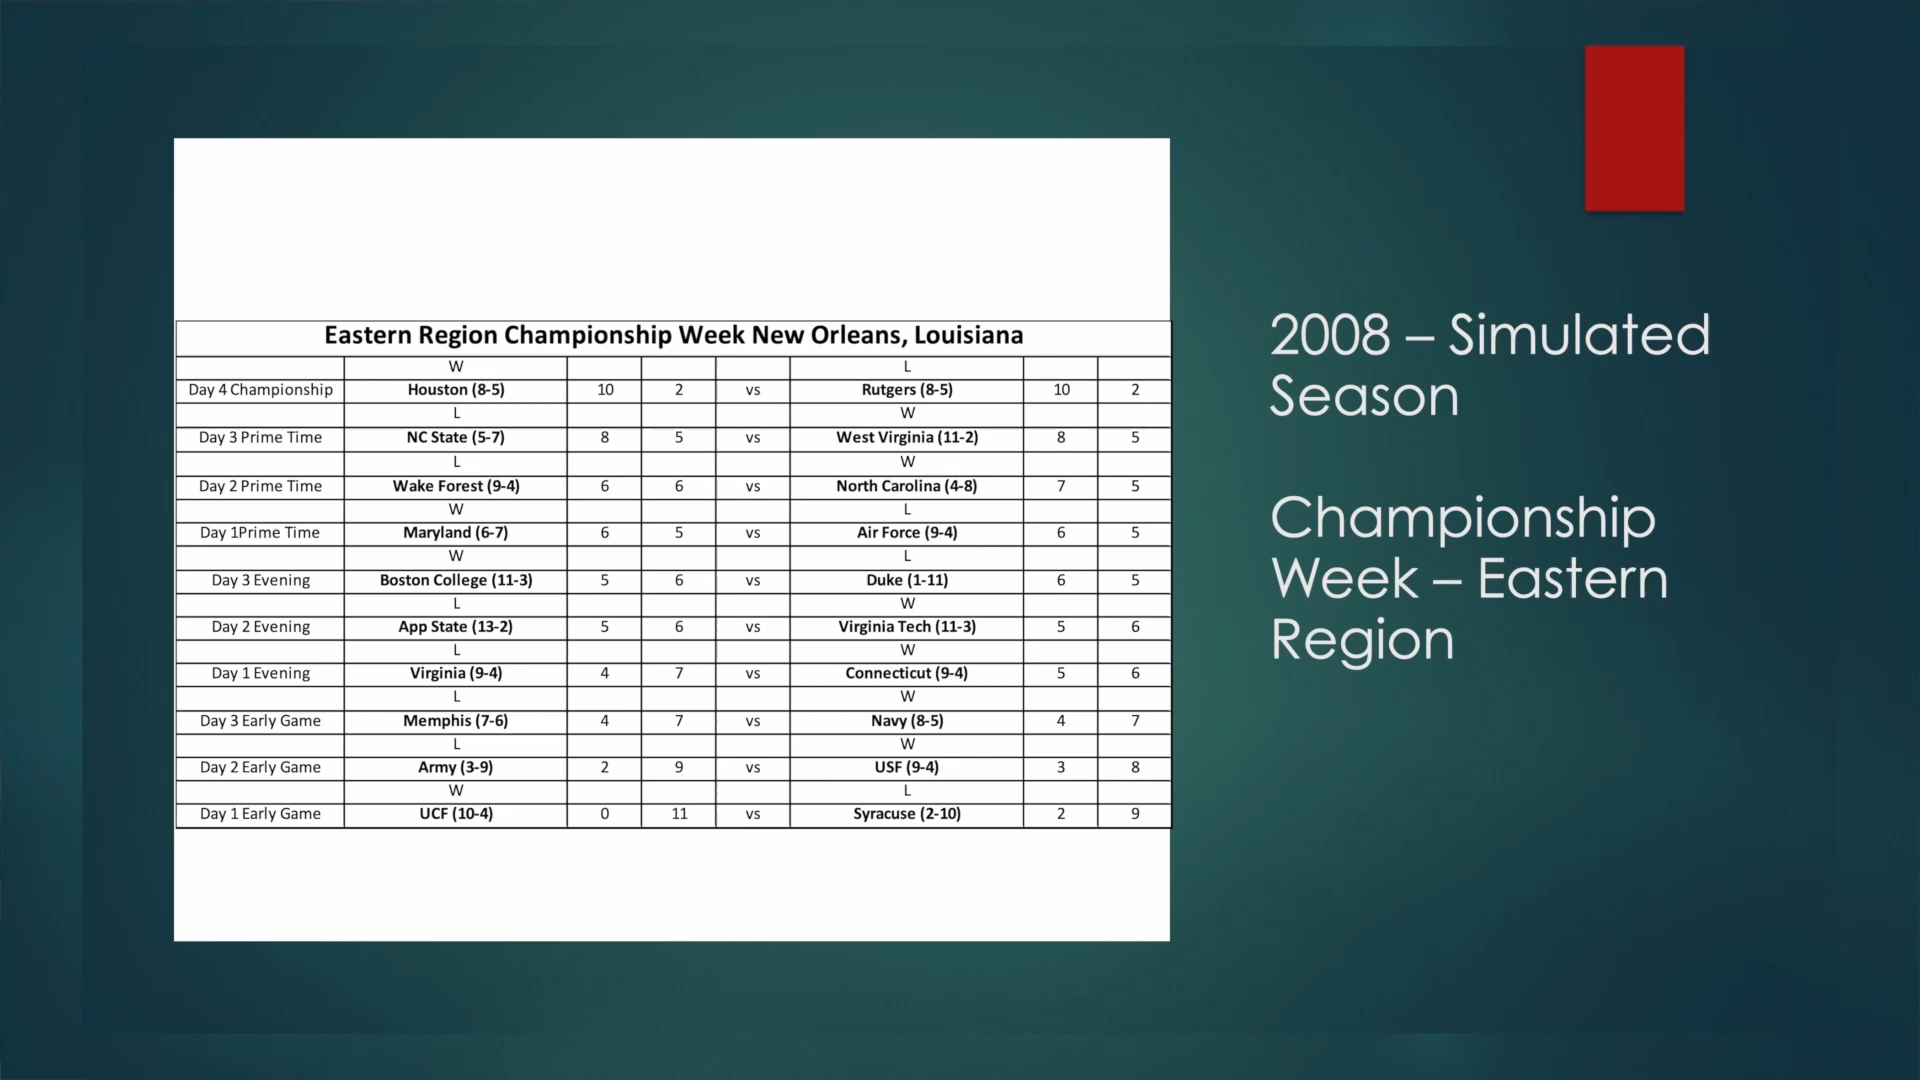 Eastern Region Championship Week New Orleans, Louisiana
W L
Day 4 Championship Houston (8-5) 10 2 vs Rutgers (8-5) 10 2
L W
Day 3 Prime Time NC State (5-7) 8 5 vs West Virginia (11-2) 8 5
L W
Day 2 Prime Time Wake Forest (9-4) 6 6 vs North Carolina (4-8) 7 5
W L
Day 1Prime Time Maryland (6-7) 6 5 vs Air Force (9-4) 6 5
W L
Day 3 Evening Boston College (11-3) 5 6 vs Duke (1-11) 6 5
L W
Day 2 Evening App State (13-2) 5 6 vs Virginia Tech (11-3) 5 6
L W
Day 1 Evening Virginia (9-4) 4 7 vs Connecticut (9-4) 5 6
L W
Day 3 Early Game Memphis (7-6) 4 7 vs Navy (8-5) 4 7
L W
Day 2 Early Game Army (3-9) 2 9 vs USF (9-4) 3 8
W L
Day 1 Early Game UCF (10-4) 0 11 vs Syracuse (2-10) 2 9
2008 – Simulated
Season
Championship
Week – Eastern
Region